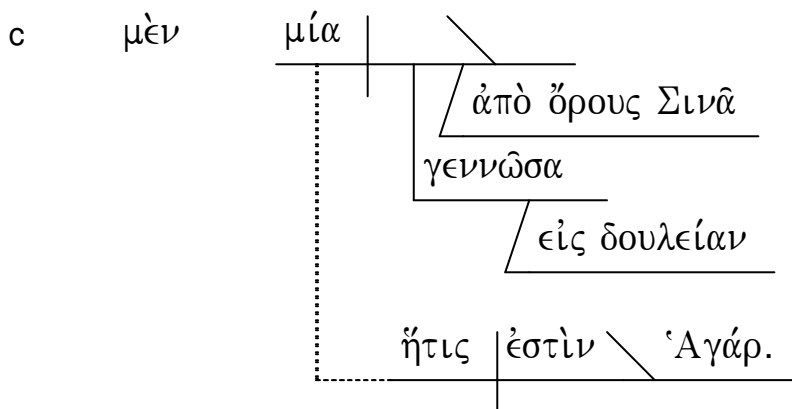 c μὲν μία
ἀπὸ ὄρους Σινᾶ
γεννῶσα
εἰς δουλείαν
ἥτις ἐστὶν Ἁγάρ.